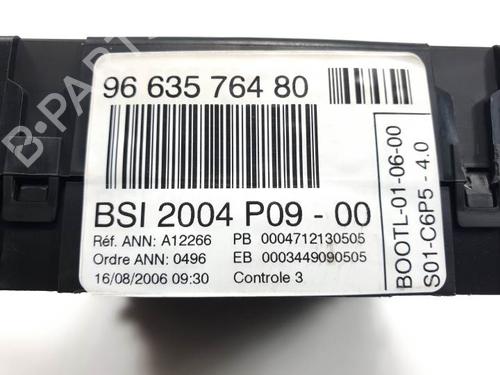 96 635 764 80
BSI 2004 P09 - 00
Réf. ANN: A12266 PB 0004712130505
Ordre ANN: 0496 EB 0003449090505
16/08/2006 09:30 Controle 3
BOOTL-01-06-00
S01-C6P5 - 4.0
B-PARTS